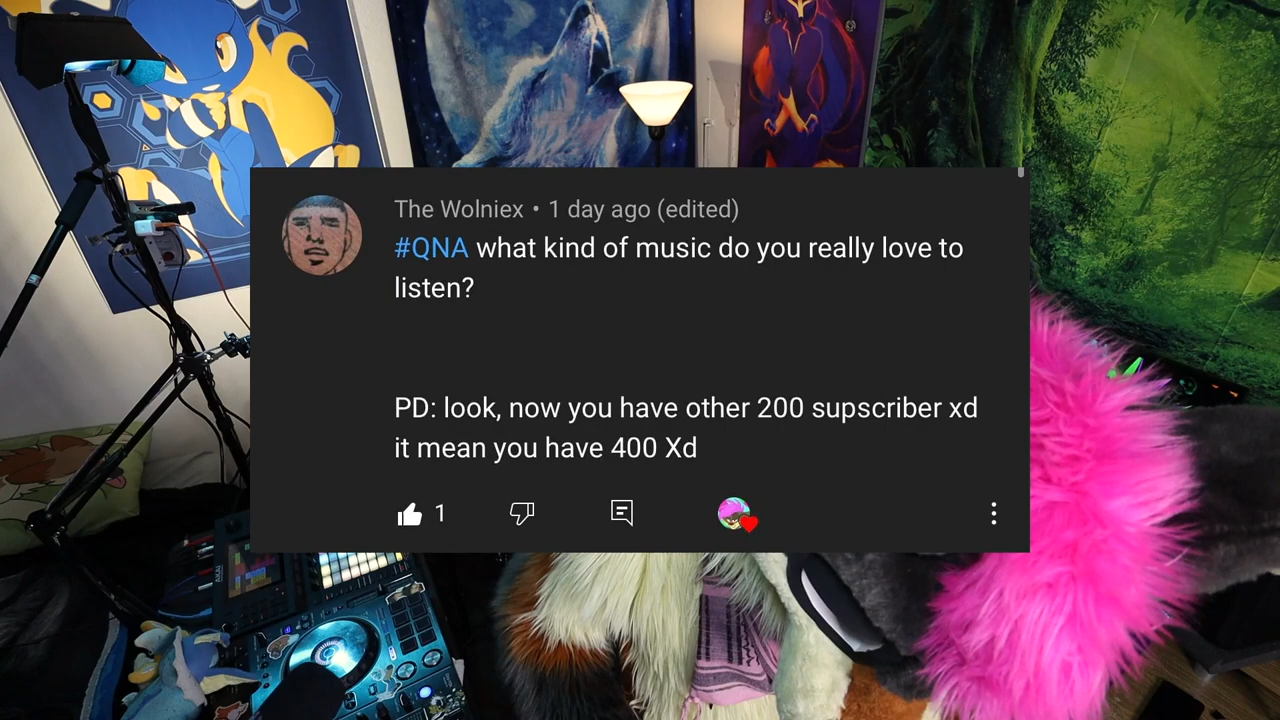 The Wolniex • 1 day ago (edited)
#QNA what kind of music do you really love to
listen?
PD: look, now you have other 200 supscriber xd
it mean you have 400 Xd
1
AKAI